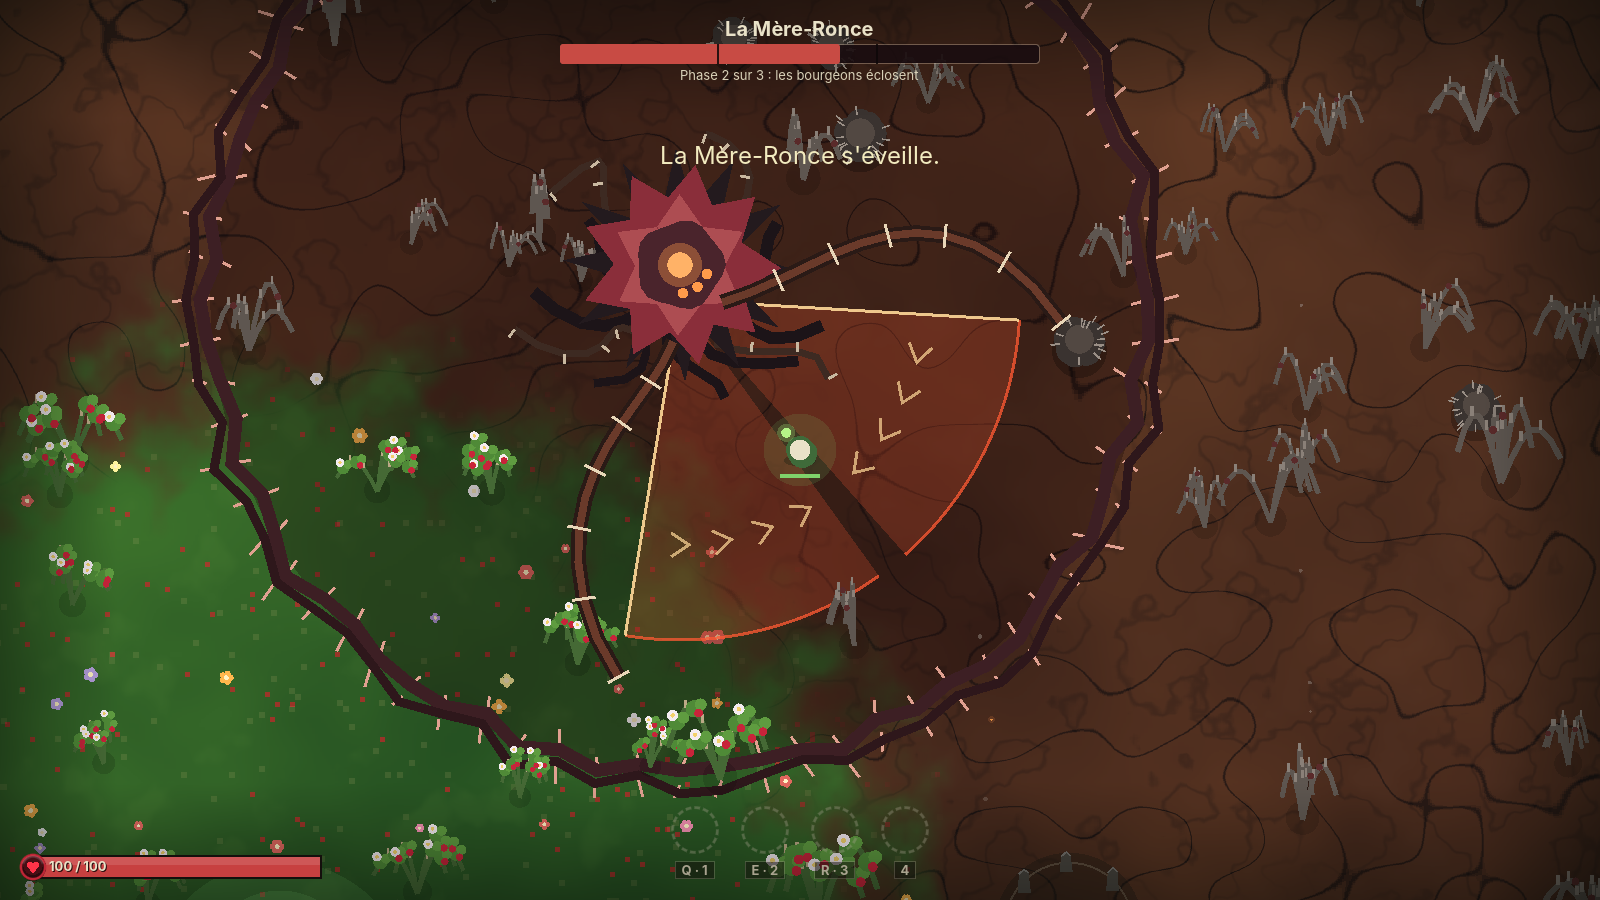 La Mère-Ronce
Phase 2 sur 3 : les bourgeons éclosent
La Mère-Ronce s'éveille.
100 / 100
Q · 1
E · 2
R · 3
4